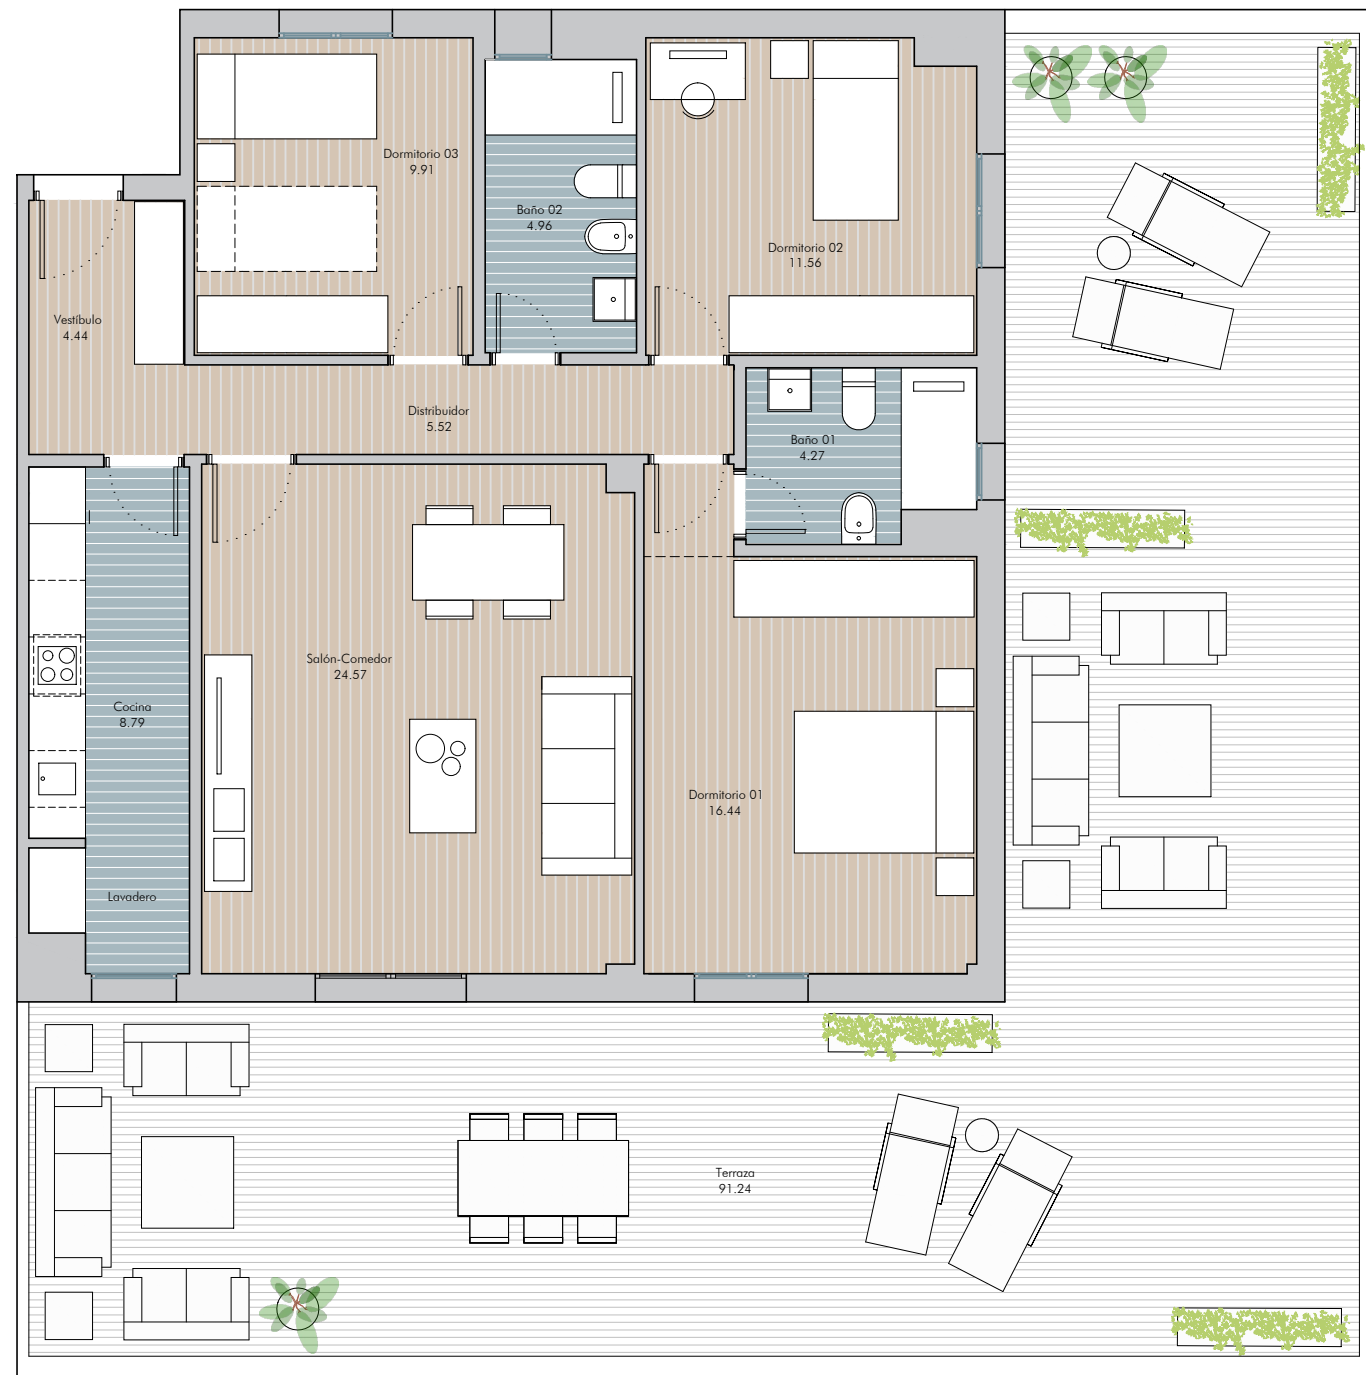 Dormitorio 03
9.91
Baño 02
4.96
Dormitorio 02
11.56
Vestíbulo
4.44
Distribuidor
5.52
Baño 01
4.27
Salón-Comedor
24.57
Cocina
8.79
Dormitorio 01
16.44
Lavadero
Terraza
91.24